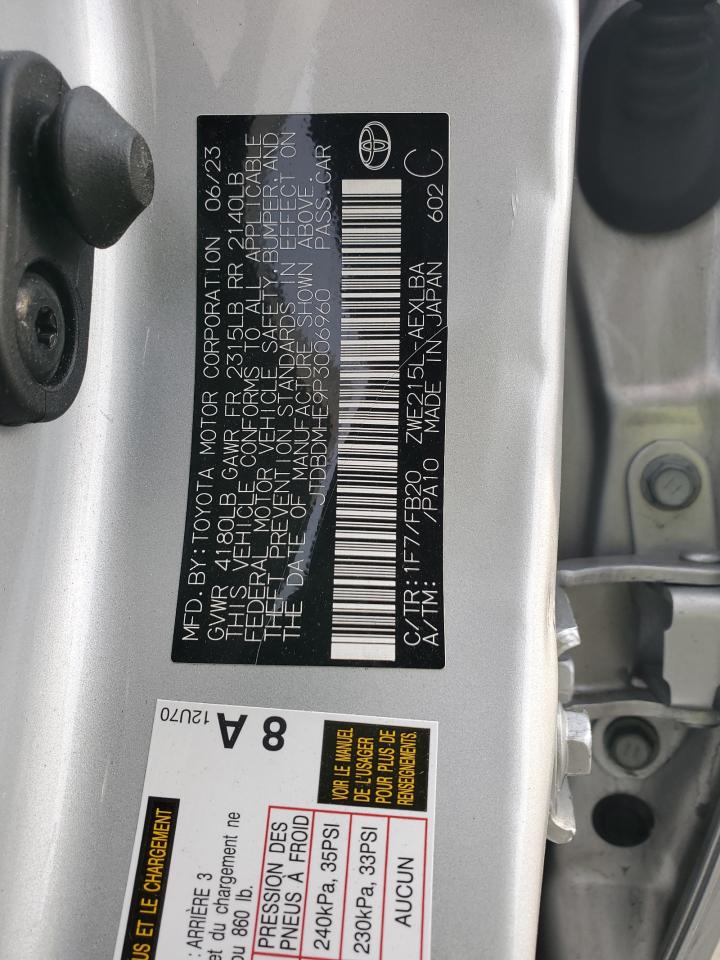 MFD.BY:TOYOTA MOTOR CORPORATION 06/23
GVWR 4180LB GAWR FR 2315LB RR 2140LB
THIS VEHICLE CONFORMS TO ALL APPLICABLE
FEDERAL MOTOR VEHICLE SAFETY, BUMPER, AND
THEFT PREVENTION STANDARDS IN EFFECT ON
THE DATE OF MANUFACTURE SHOWN ABOVE.
JTDBDMHE9P3006960 PASS.CAR
C/TR: 1F7/FB20 ZWE215L-AEXLBA
A/TM: /PA10 MADE IN JAPAN
602 C
8 A
12U70
US ET LE CHARGEMENT
: ARRIÈRE 3
et du chargement ne
ou 860 lb.
PRESSION DES
PNEUS À FROID
240kPa, 35PSI
230kPa, 33PSI
AUCUN
VOIR LE MANUEL
DE L'USAGER
POUR PLUS DE
RENSEIGNEMENTS.